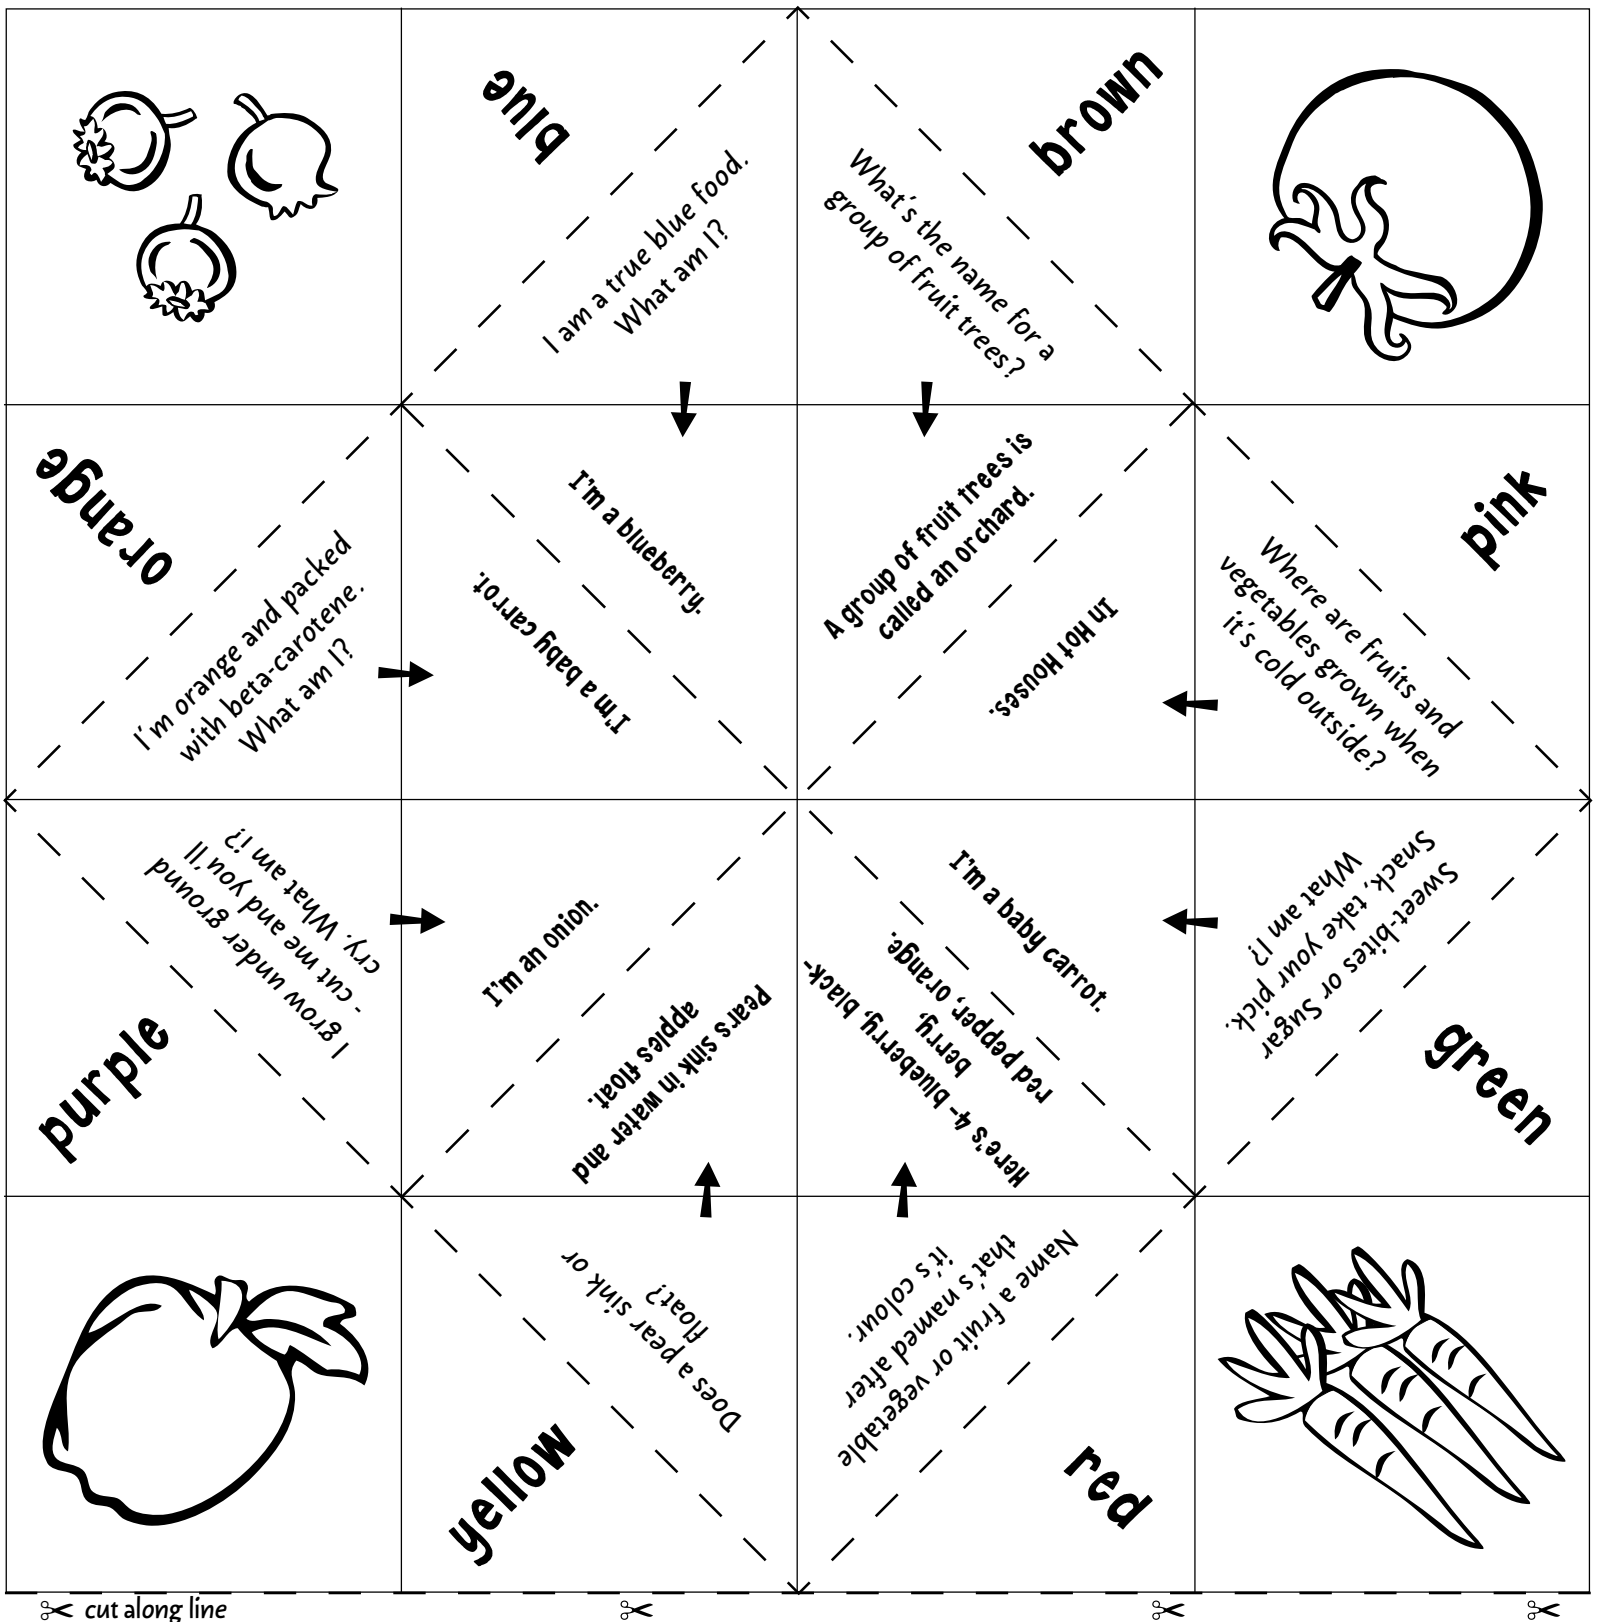 blue
brown
I am a true blue food.
What am I?
What's the name for a
group of fruit trees?
orange
I'm a blueberry.
A group of fruit trees is
called an orchard.
pink
I'm orange and packed
with beta-carotene.
What am I?
I'm a baby carrot.
In Hot Houses.
Where are fruits and
vegetables grown when
it's cold outside?
I grow under ground
- cut me and you'll
cry. What am I?
I'm an onion.
I'm a baby carrot.
Sweet-bites or Sugar
Snack, take your pick.
What am I?
purple
Pears sink in water and
apples float.
Here's 4- blueberry, black-
berry,
red pepper, orange.
green
Does a pear sink or
float?
Name a fruit or vegetable
that's named after
it's colour.
yellow
red
cut along line